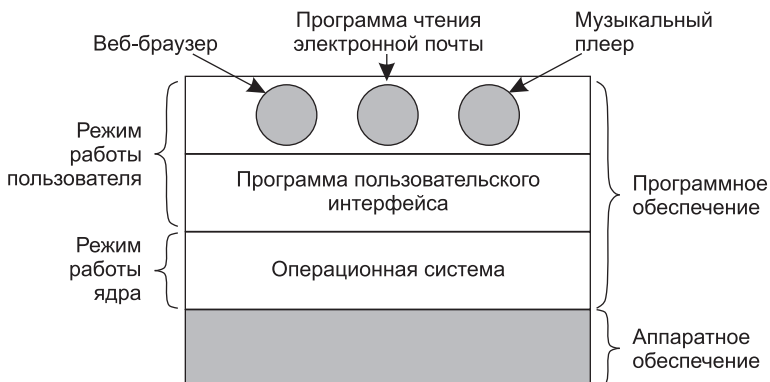 Веб-браузер
Программа чтения
электронной почты
Музыкальный
плеер
Режим
работы
пользователя
Программа пользовательского
интерфейса
Программное
обеспечение
Режим
работы
ядра
Операционная система
Аппаратное
обеспечение